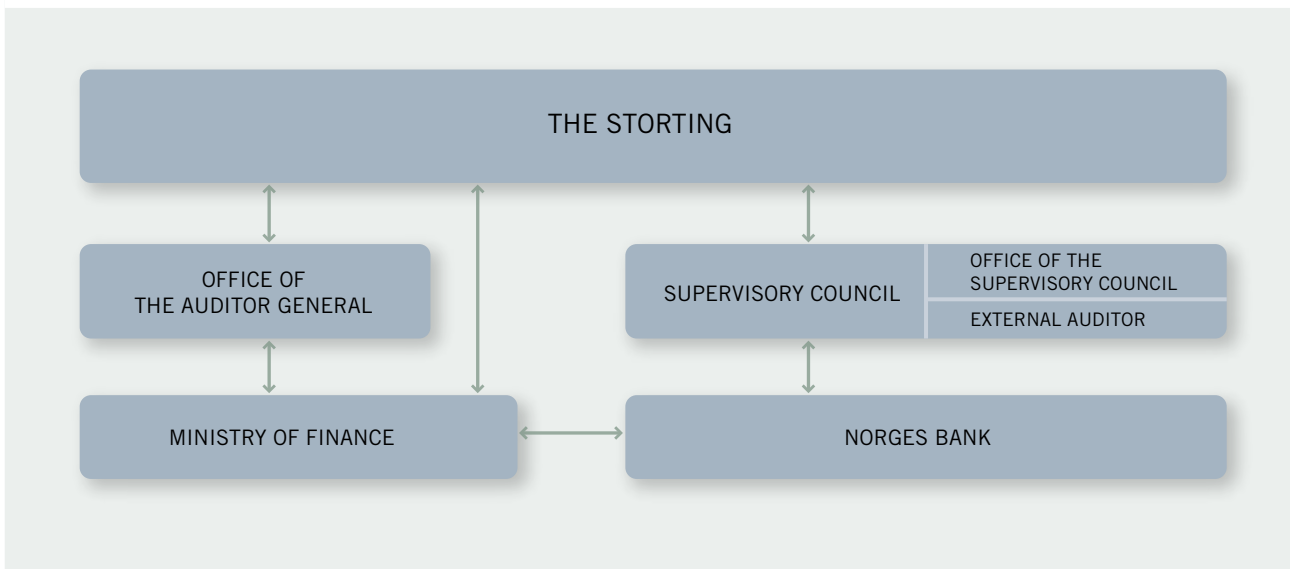 THE STORTING
OFFICE OF
THE AUDITOR GENERAL
SUPERVISORY COUNCIL
OFFICE OF THE
SUPERVISORY COUNCIL
EXTERNAL AUDITOR
MINISTRY OF FINANCE
NORGES BANK